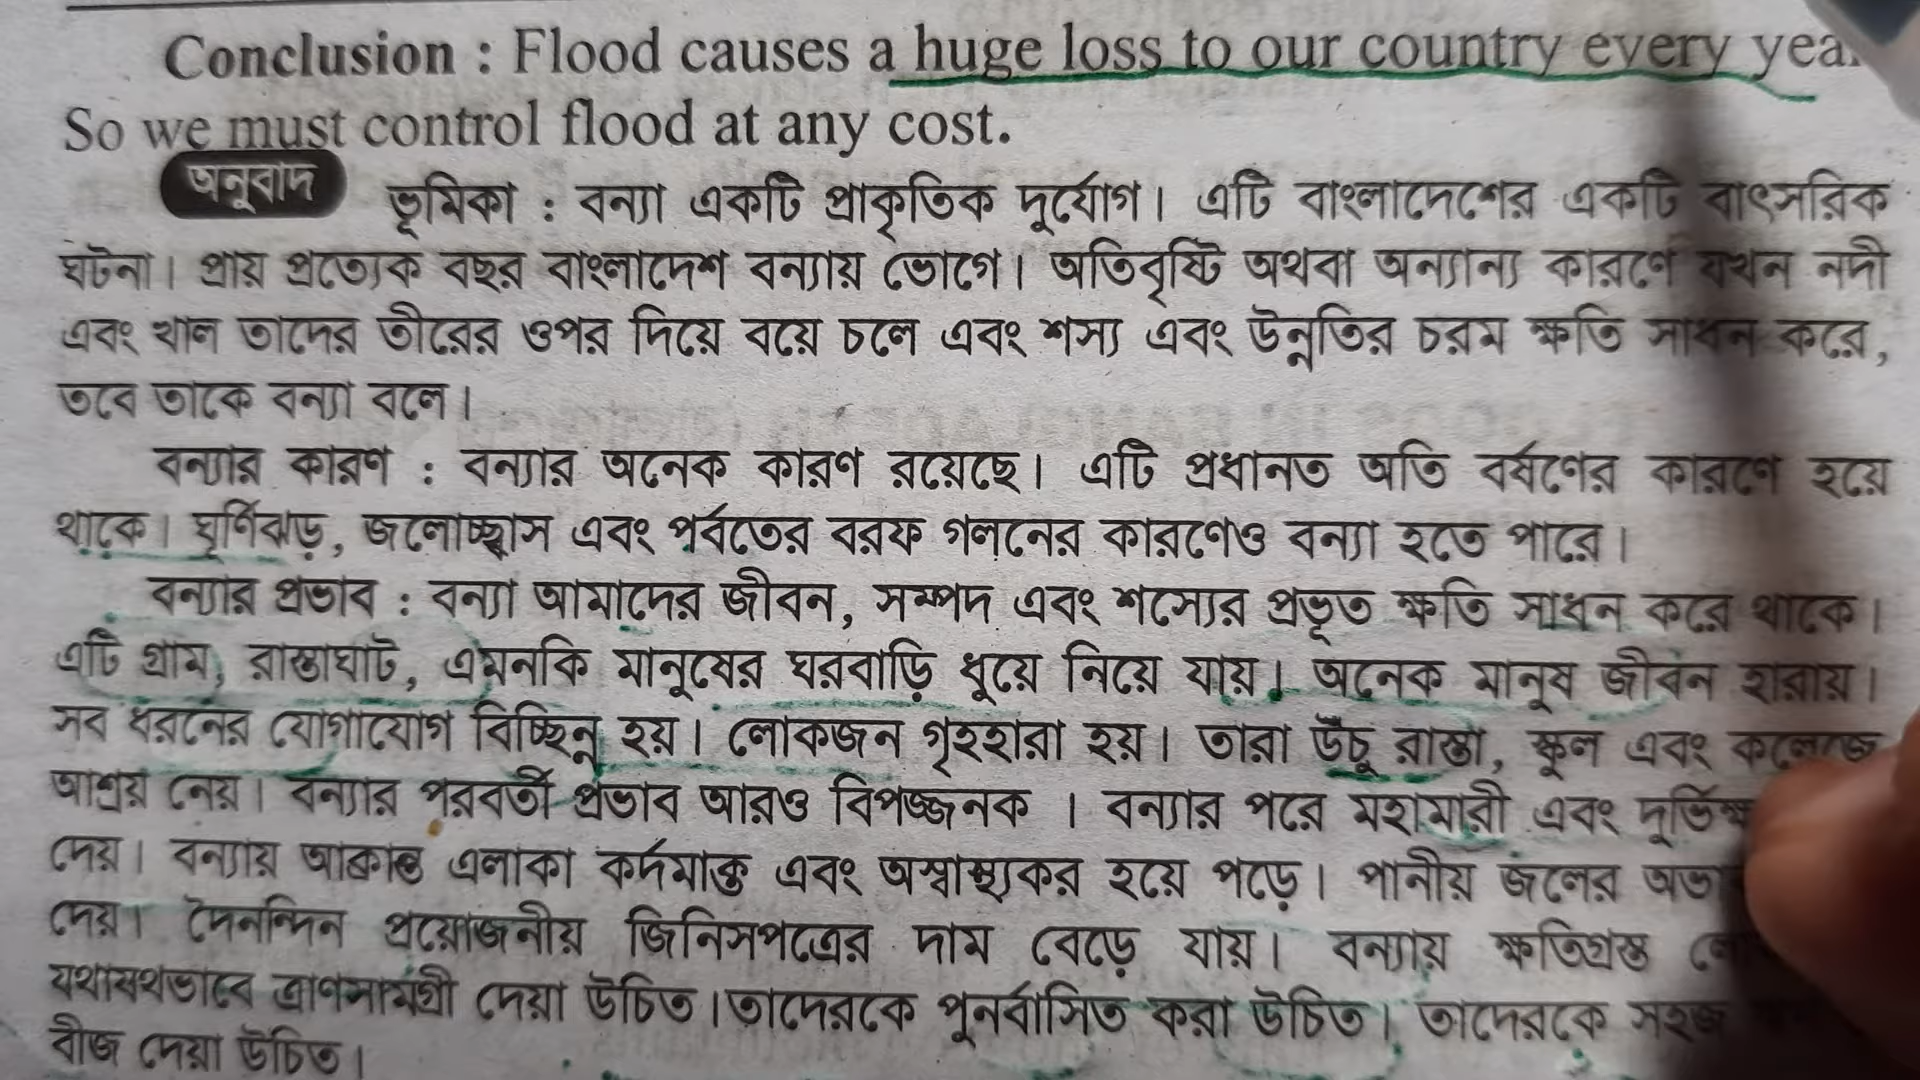 Conclusion : Flood causes a huge loss to our country every
So we must control flood at any cost.
অনুবাদ ভূমিকা : বন্যা একটি প্রাকৃতিক দুর্যোগ। এটি বাংলাদেশের একটি বাৎসরিক
ঘটনা। প্রায় প্রত্যেক বছর বাংলাদেশ বন্যায় ভোগে। অতিবৃষ্টি অথবা অন্যান্য কারণে যখন নদী
এবং খাল তাদের তীরের ওপর দিয়ে বয়ে চলে এবং শস্য এবং উন্নতির চরম ক্ষতি সাধন করে,
তবে তাকে বন্যা বলে।
বন্যার কারণ : বন্যার অনেক কারণ রয়েছে। এটি প্রধানত অতি বর্ষণের কারণে হয়ে
থাকে। ঘূর্ণিঝড়, জলোচ্ছ্বাস এবং পর্বতের বরফ গলনের কারণেও বন্যা হতে পারে।
বন্যার প্রভাব : বন্যা আমাদের জীবন, সম্পদ এবং শস্যের প্রভূত ক্ষতি সাধন করে থাকে।
এটি গ্রাম, রাস্তাঘাট, এমনকি মানুষের ঘরবাড়ি ধুয়ে নিয়ে যায়। অনেক মানুষ জীবন হারায়।
সব ধরনের যোগাযোগ বিচ্ছিন্ন হয়। লোকজন গৃহহারা হয়। তারা উঁচু রাস্তা, স্কুল এবং কলেজে
আশ্রয় নেয়। বন্যার পরবর্তী প্রভাব আরও বিপজ্জনক । বন্যার পরে মহামারী এবং
দেয়। বন্যায় আক্রান্ত এলাকা কর্দমাক্ত এবং অস্বাস্থ্যকর হয়ে পড়ে। পানীয় জলের
দেয়। দৈনন্দিন প্রয়োজনীয় জিনিসপত্রের দাম বেড়ে যায়। বন্যায় ক্ষতিগ্রস্ত
যথাযথভাবে ত্রাণসামগ্রী দেয়া উচিত।তাদেরকে পুনর্বাসিত করা উচিত। তাদেরকে সহজ
বীজ দেয়া উচিত।